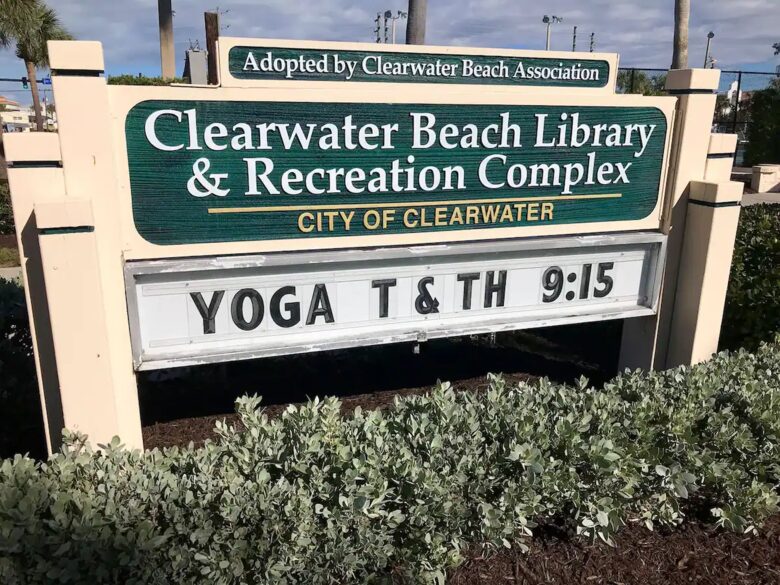 Adopted by Clearwater Beach Association
Clearwater Beach Library
& Recreation Complex
CITY OF CLEARWATER
YOGA T & TH 9:15